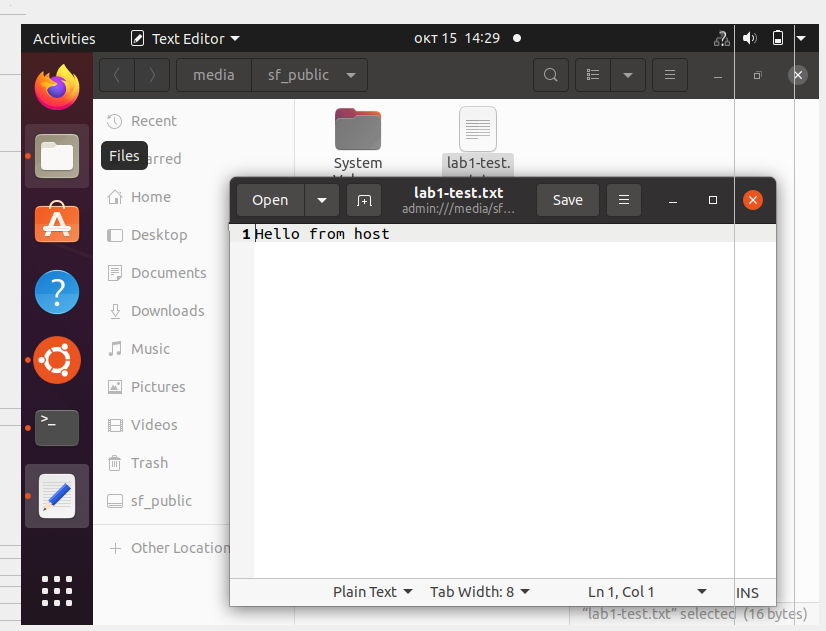 Activities Text Editor окт 15 14:29
media sf_public
Recent
Files
arred
Home
Desktop
Documents
Downloads
Music
Pictures
Videos
Trash
sf_public
Other Location
System
lab1-test.
Open lab1-test.txt Save
admin:///media/sf…
1 Hello from host
Plain Text Tab Width: 8 Ln 1, Col 1 INS
"lab1-test.txt" selected (16 bytes)